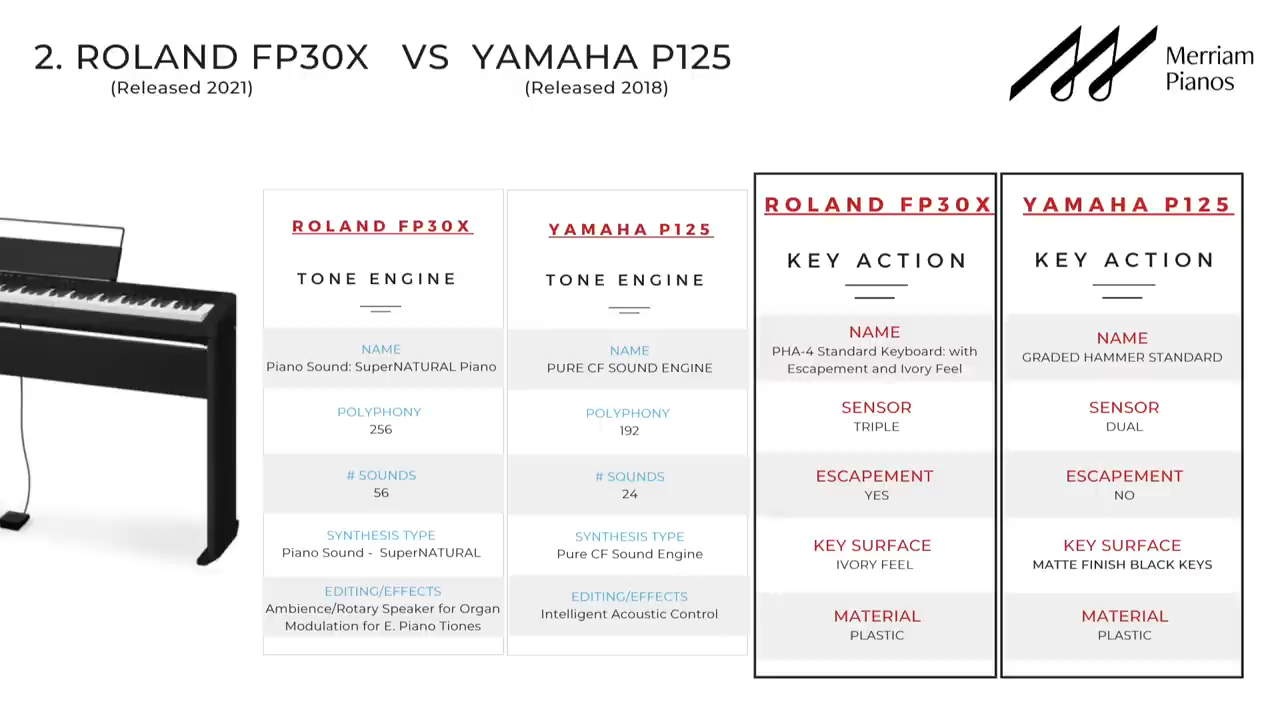 2. ROLAND FP30X VS YAMAHA P125
(Released 2021)
(Released 2018)
Merriam
Pianos
ROLAND FP30X
TONE ENGINE
NAME
Piano Sound: SuperNATURAL Piano
POLYPHONY
256
# SOUNDS
56
SYNTHESIS TYPE
Piano Sound - SuperNATURAL
EDITING/EFFECTS
Ambience/Rotary Speaker for Organ
Modulation for E. Piano Tiones
YAMAHA P125
TONE ENGINE
NAME
PURE CF SOUND ENGINE
POLYPHONY
192
# SOUNDS
24
SYNTHESIS TYPE
Pure CF Sound Engine
EDITING/EFFECTS
Intelligent Acoustic Control
ROLAND FP30X
KEY ACTION
NAME
PHA-4 Standard Keyboard: with
Escapement and Ivory Feel
SENSOR
TRIPLE
ESCAPEMENT
YES
KEY SURFACE
IVORY FEEL
MATERIAL
PLASTIC
YAMAHA P125
KEY ACTION
NAME
GRADED HAMMER STANDARD
SENSOR
DUAL
ESCAPEMENT
NO
KEY SURFACE
MATTE FINISH BLACK KEYS
MATERIAL
PLASTIC